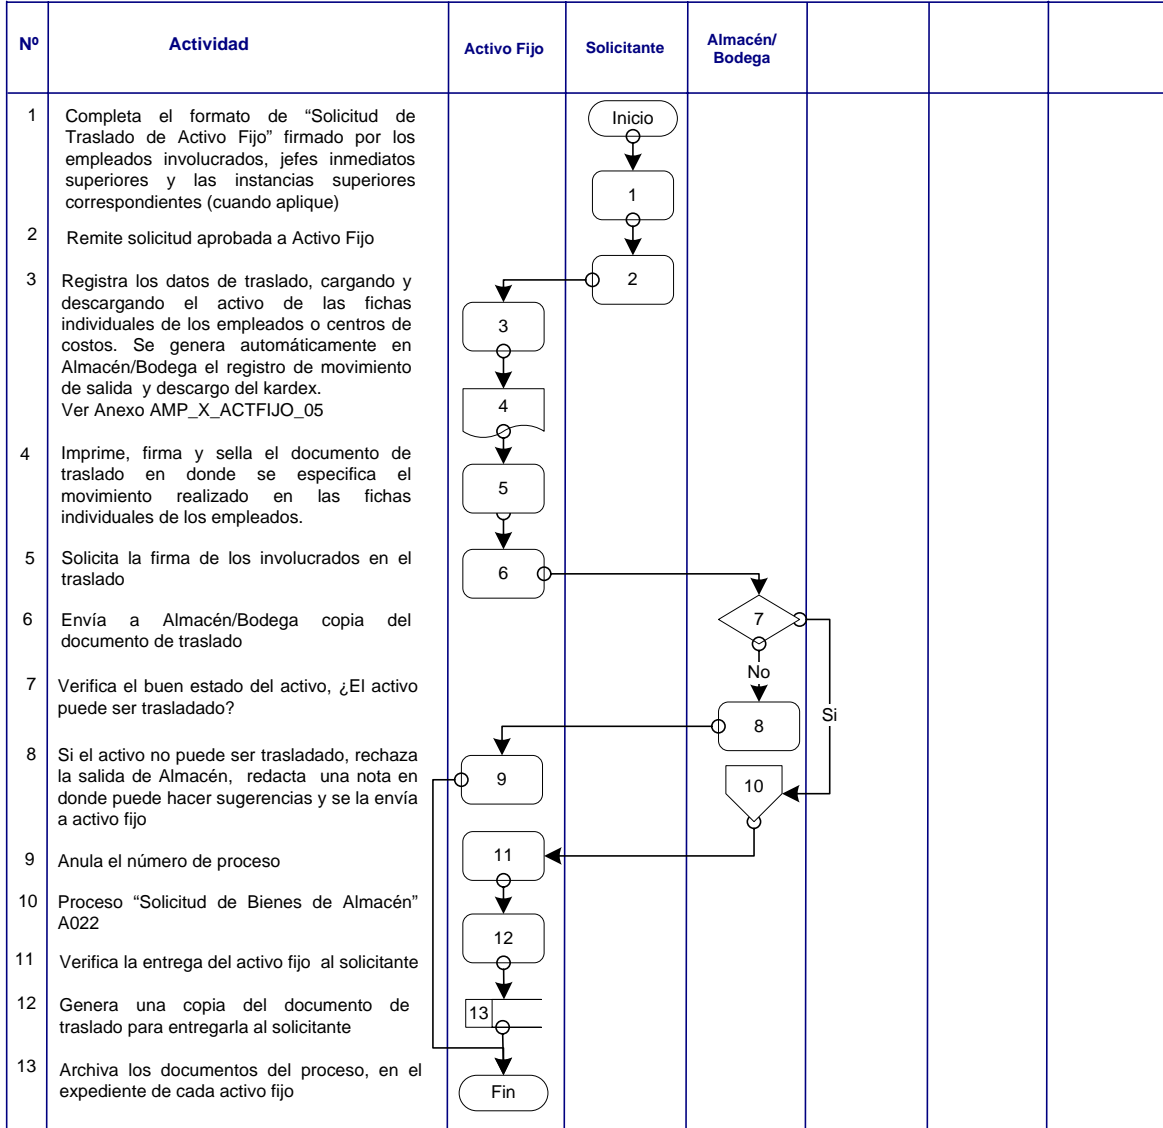 Nº
Actividad
Activo Fijo
Solicitante
Almacén/
Bodega
1
Completa el formato de “Solicitud de
Traslado de Activo Fijo” firmado por los
empleados involucrados, jefes inmediatos
superiores y las instancias superiores
correspondientes (cuando aplique)
2
Remite solicitud aprobada a Activo Fijo
3
Registra los datos de traslado, cargando y
descargando el activo de las fichas
individuales de los empleados o centros de
costos. Se genera automáticamente en
Almacén/Bodega el registro de movimiento
de salida y descargo del kardex.
Ver Anexo AMP_X_ACTFIJO_05
4
Imprime, firma y sella el documento de
traslado en donde se especifica el
movimiento realizado en las fichas
individuales de los empleados.
5
Solicita la firma de los involucrados en el
traslado
6
Envía a Almacén/Bodega copia del
documento de traslado
7
Verifica el buen estado del activo, ¿El activo
puede ser trasladado?
8
Si el activo no puede ser trasladado, rechaza
la salida de Almacén, redacta una nota en
donde puede hacer sugerencias y se la envía
a activo fijo
9
Anula el número de proceso
10
Proceso “Solicitud de Bienes de Almacén”
A022
11
Verifica la entrega del activo fijo al solicitante
12
Genera una copia del documento de
traslado para entregarla al solicitante
13
Archiva los documentos del proceso, en el
expediente de cada activo fijo
Inicio
1
2
3
4
5
6
7
No
Si
8
9
10
11
12
13
Fin